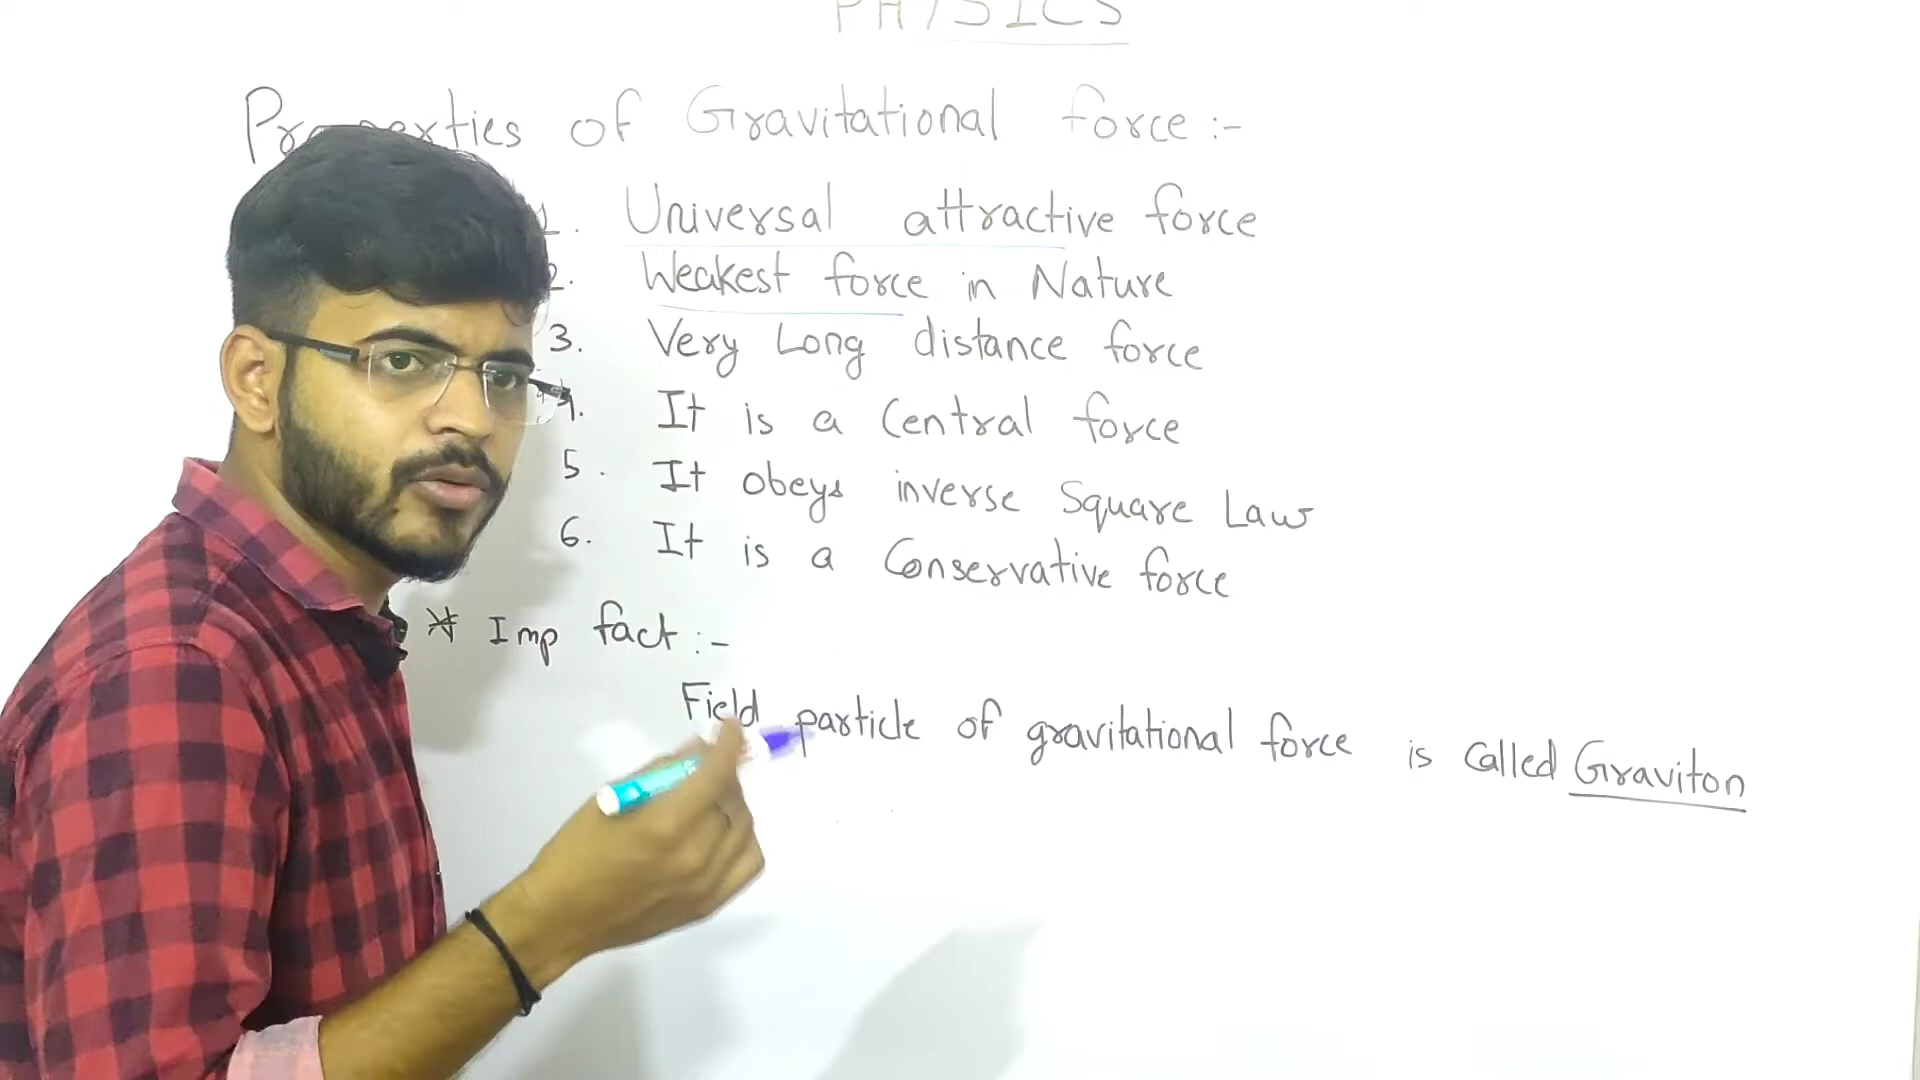 PHYSICS
Properties of Gravitational force :-
1. Universal attractive force
2. Weakest force in Nature
3. Very Long distance force
4. It is a Central force
5. It obeys inverse Square Law
6. It is a Conservative force
* Imp fact :-
Field particle of gravitational force is called Graviton